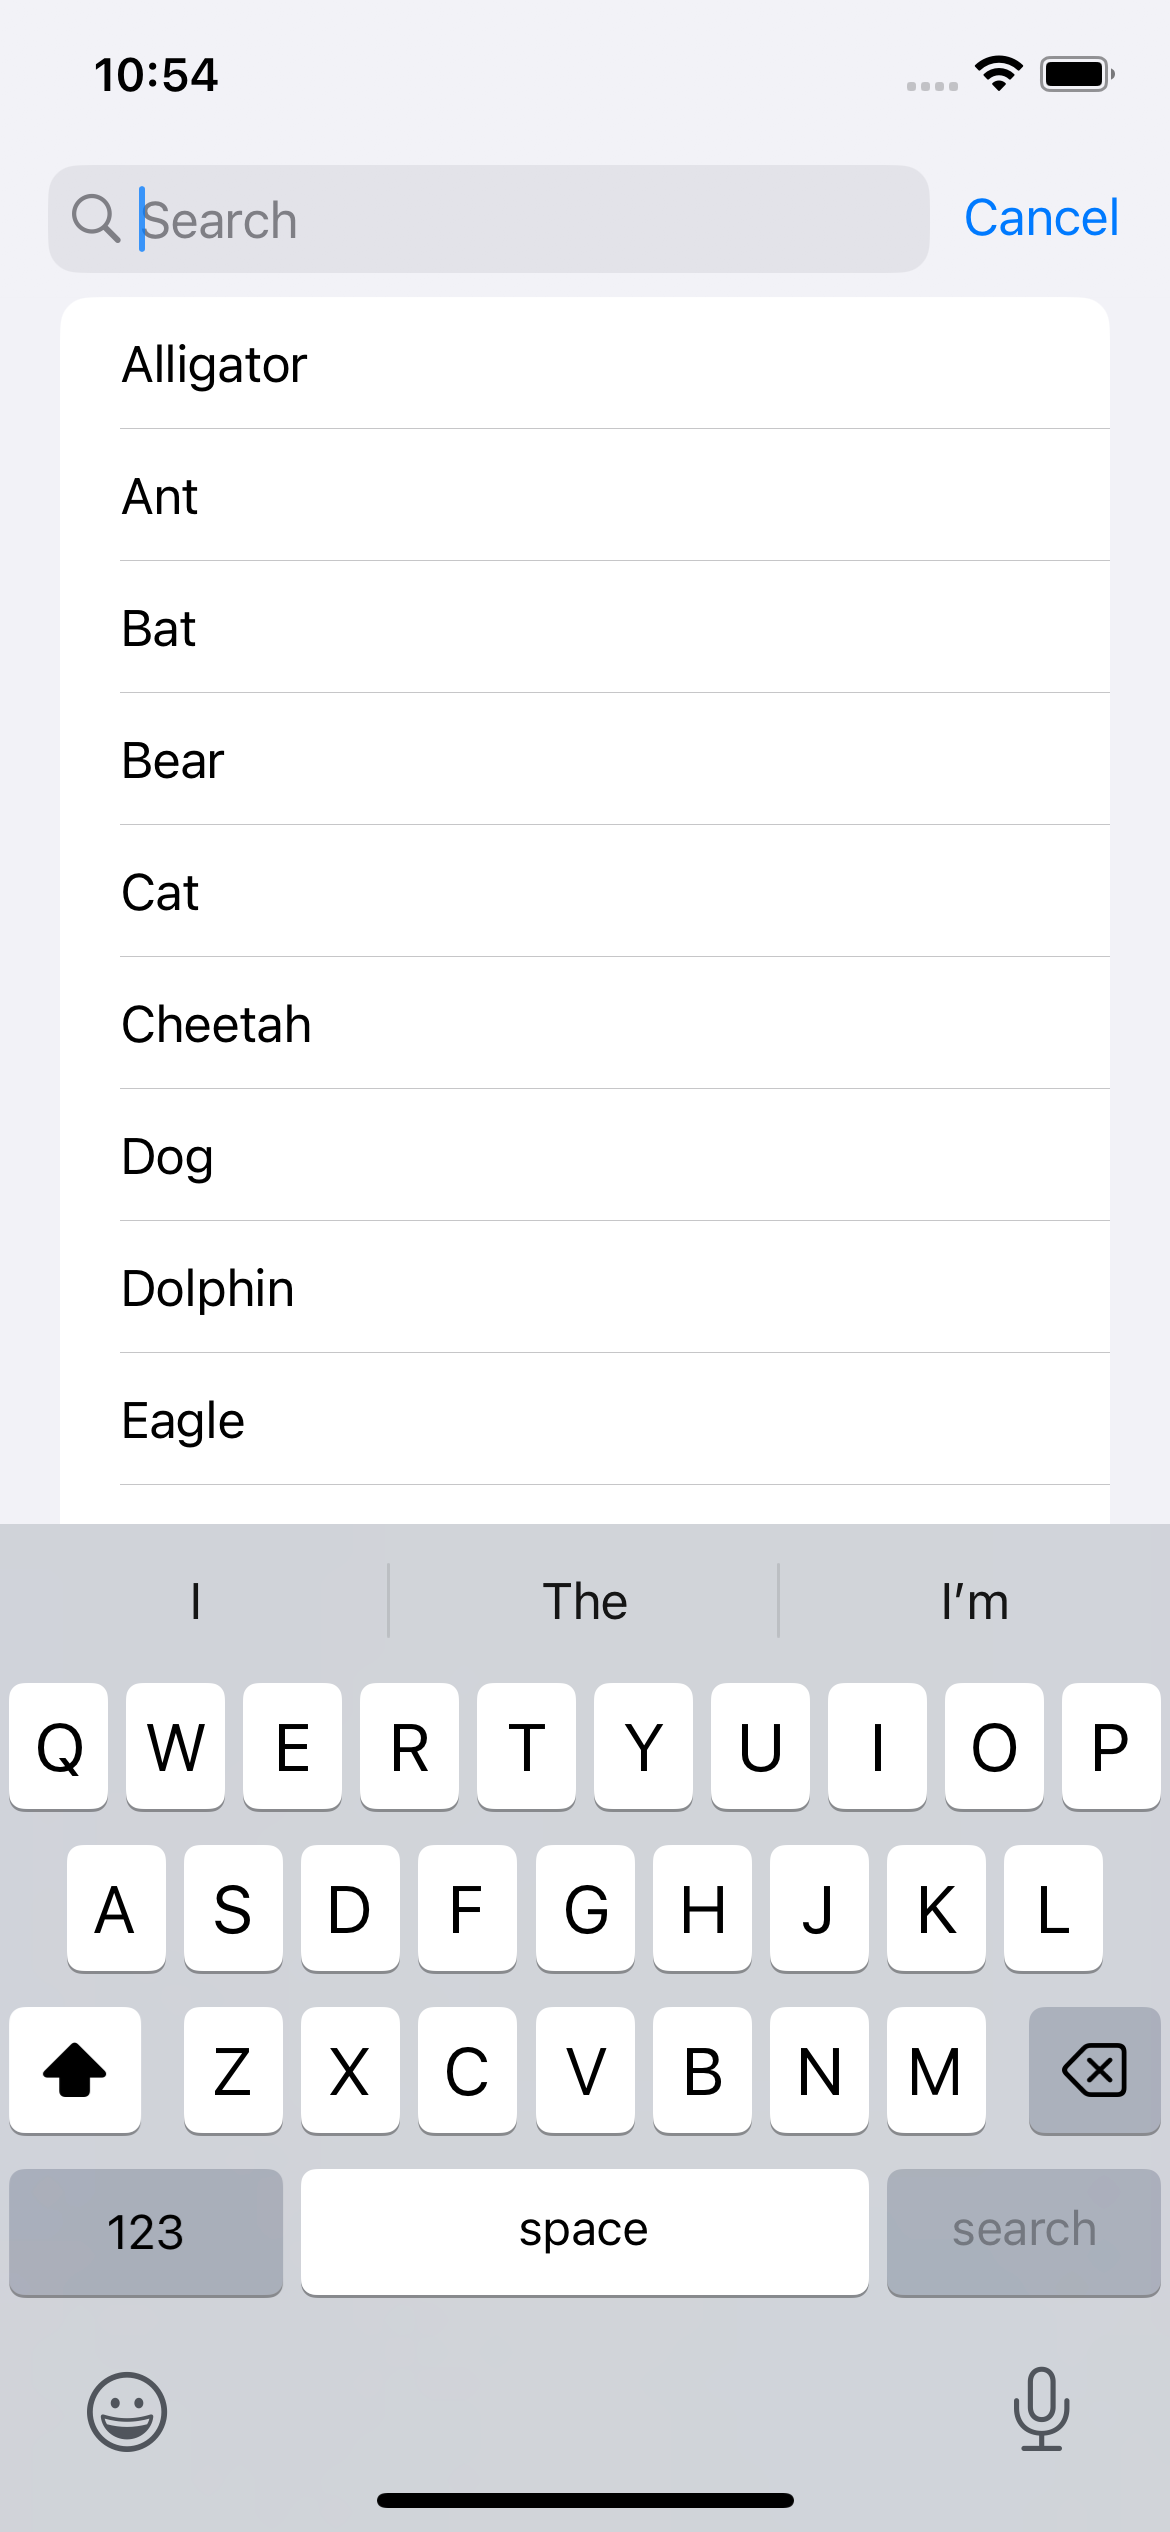 10:54
Search
Cancel
Alligator
Ant
Bat
Bear
Cat
Cheetah
Dog
Dolphin
Eagle
I The I’m
Q W E R T Y U I O P
A S D F G H J K L
Z X C V B N M
123 space search